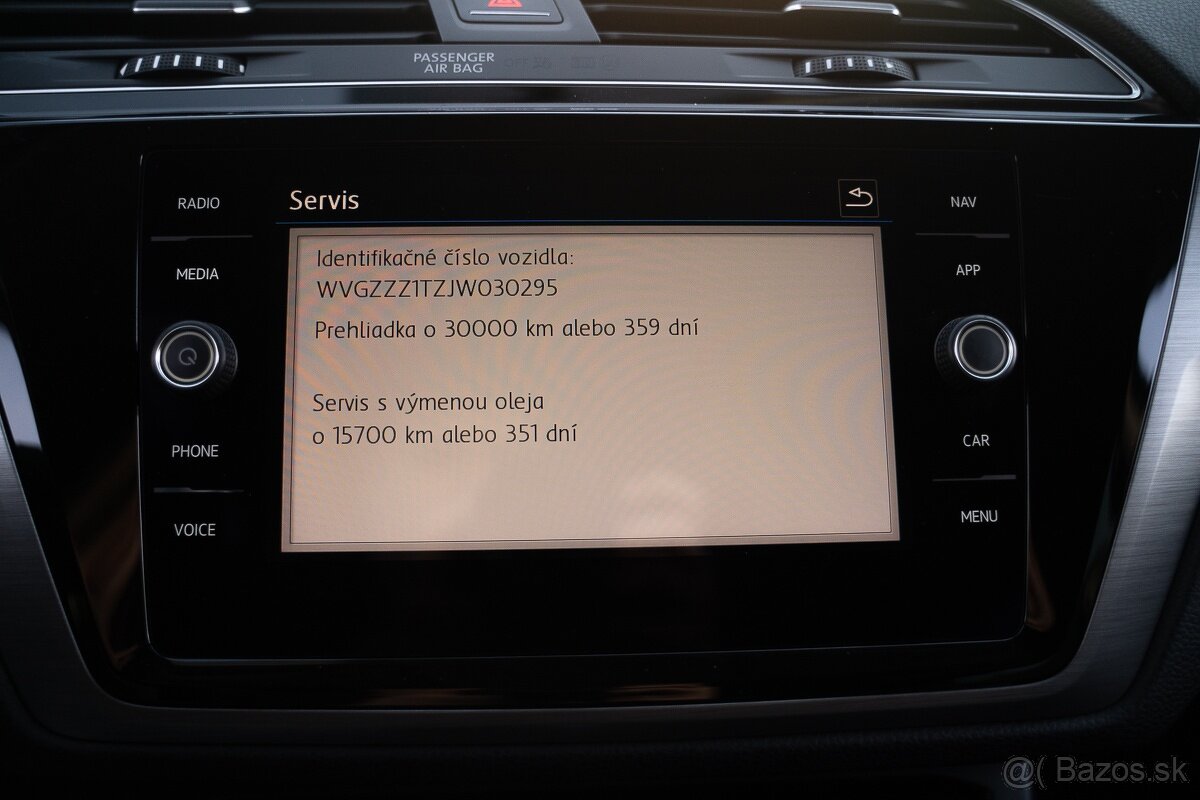 PASSENGER
AIR BAG
RADIO
Servis
NAV
MEDIA
APP
Identifikačné číslo vozidla:
WVGZZZ1TZJW030295
Prehliadka o 30000 km alebo 359 dní
Servis s výmenou oleja
o 15700 km alebo 351 dní
PHONE
CAR
VOICE
MENU
@( Bazos.sk